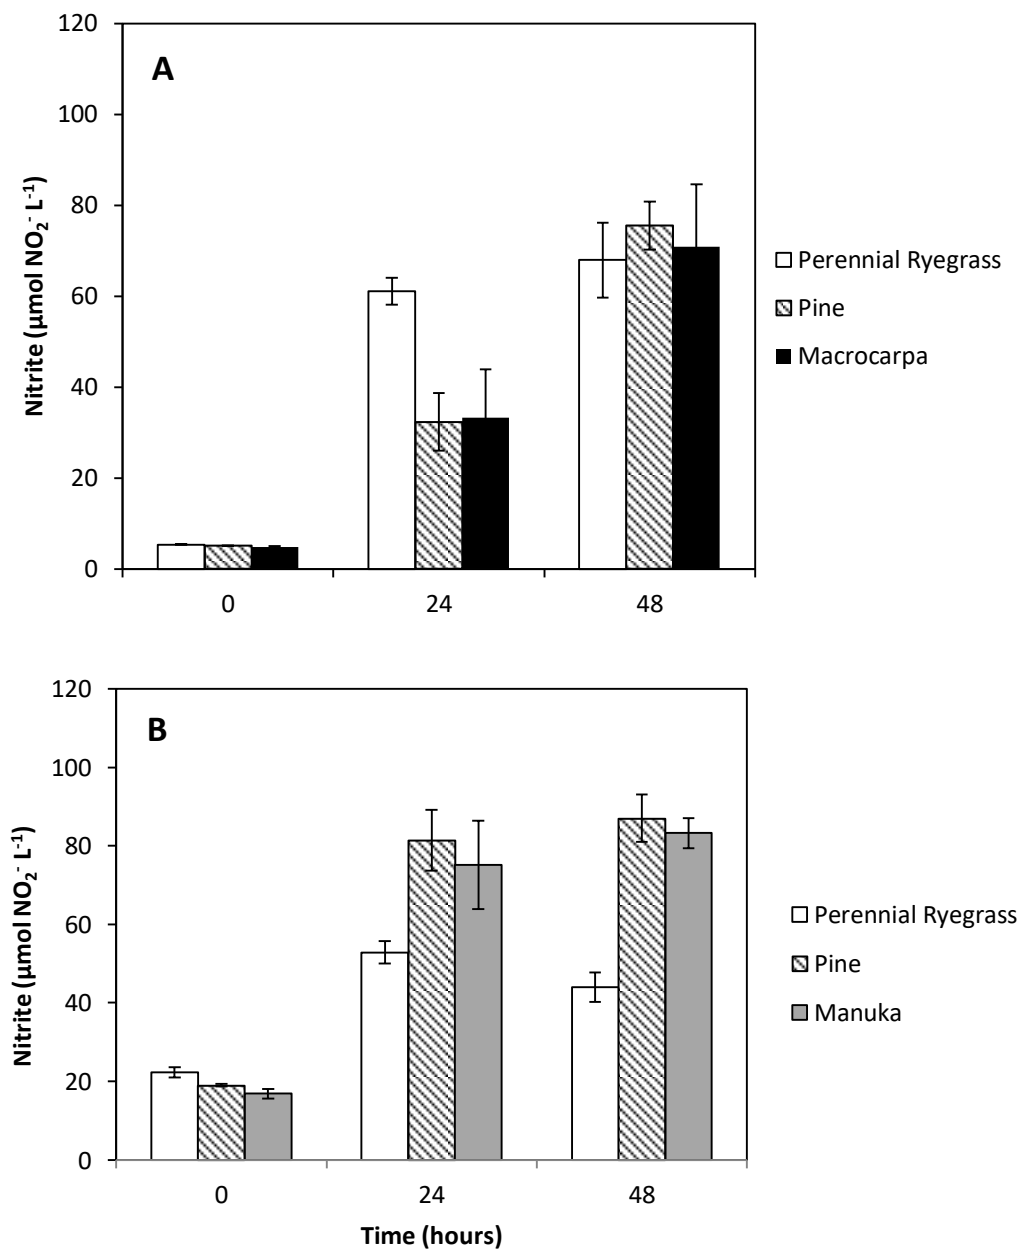 120
A
100
80
60
40
20
0
Nitrite (µmol NO₂⁻ L⁻¹)
0 24 48
Perennial Ryegrass
Pine
Macrocarpa
120
B
100
80
60
40
20
0
Nitrite (µmol NO₂⁻ L⁻¹)
0 24 48
Time (hours)
Perennial Ryegrass
Pine
Manuka